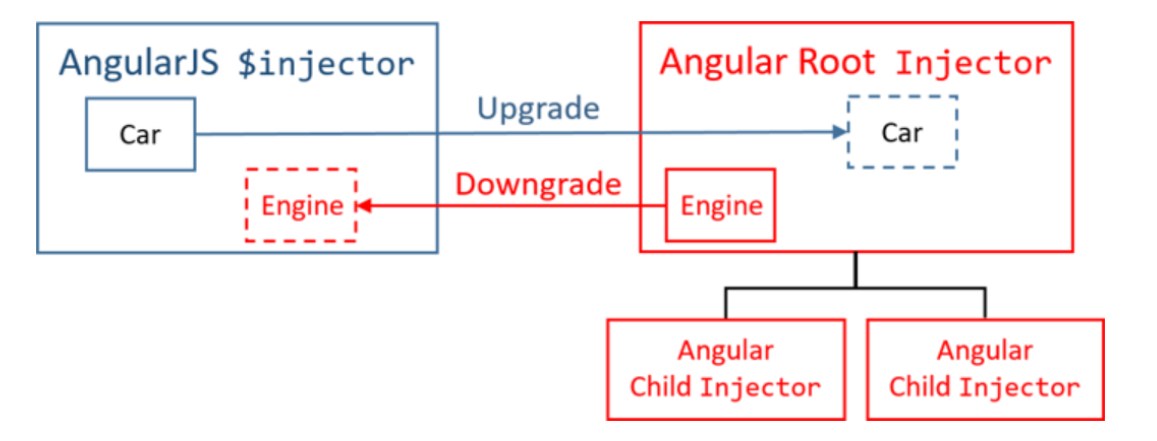 AngularJS $injector
Car
Engine
Upgrade
Downgrade
Angular Root Injector
Car
Engine
Angular
Child Injector
Angular
Child Injector